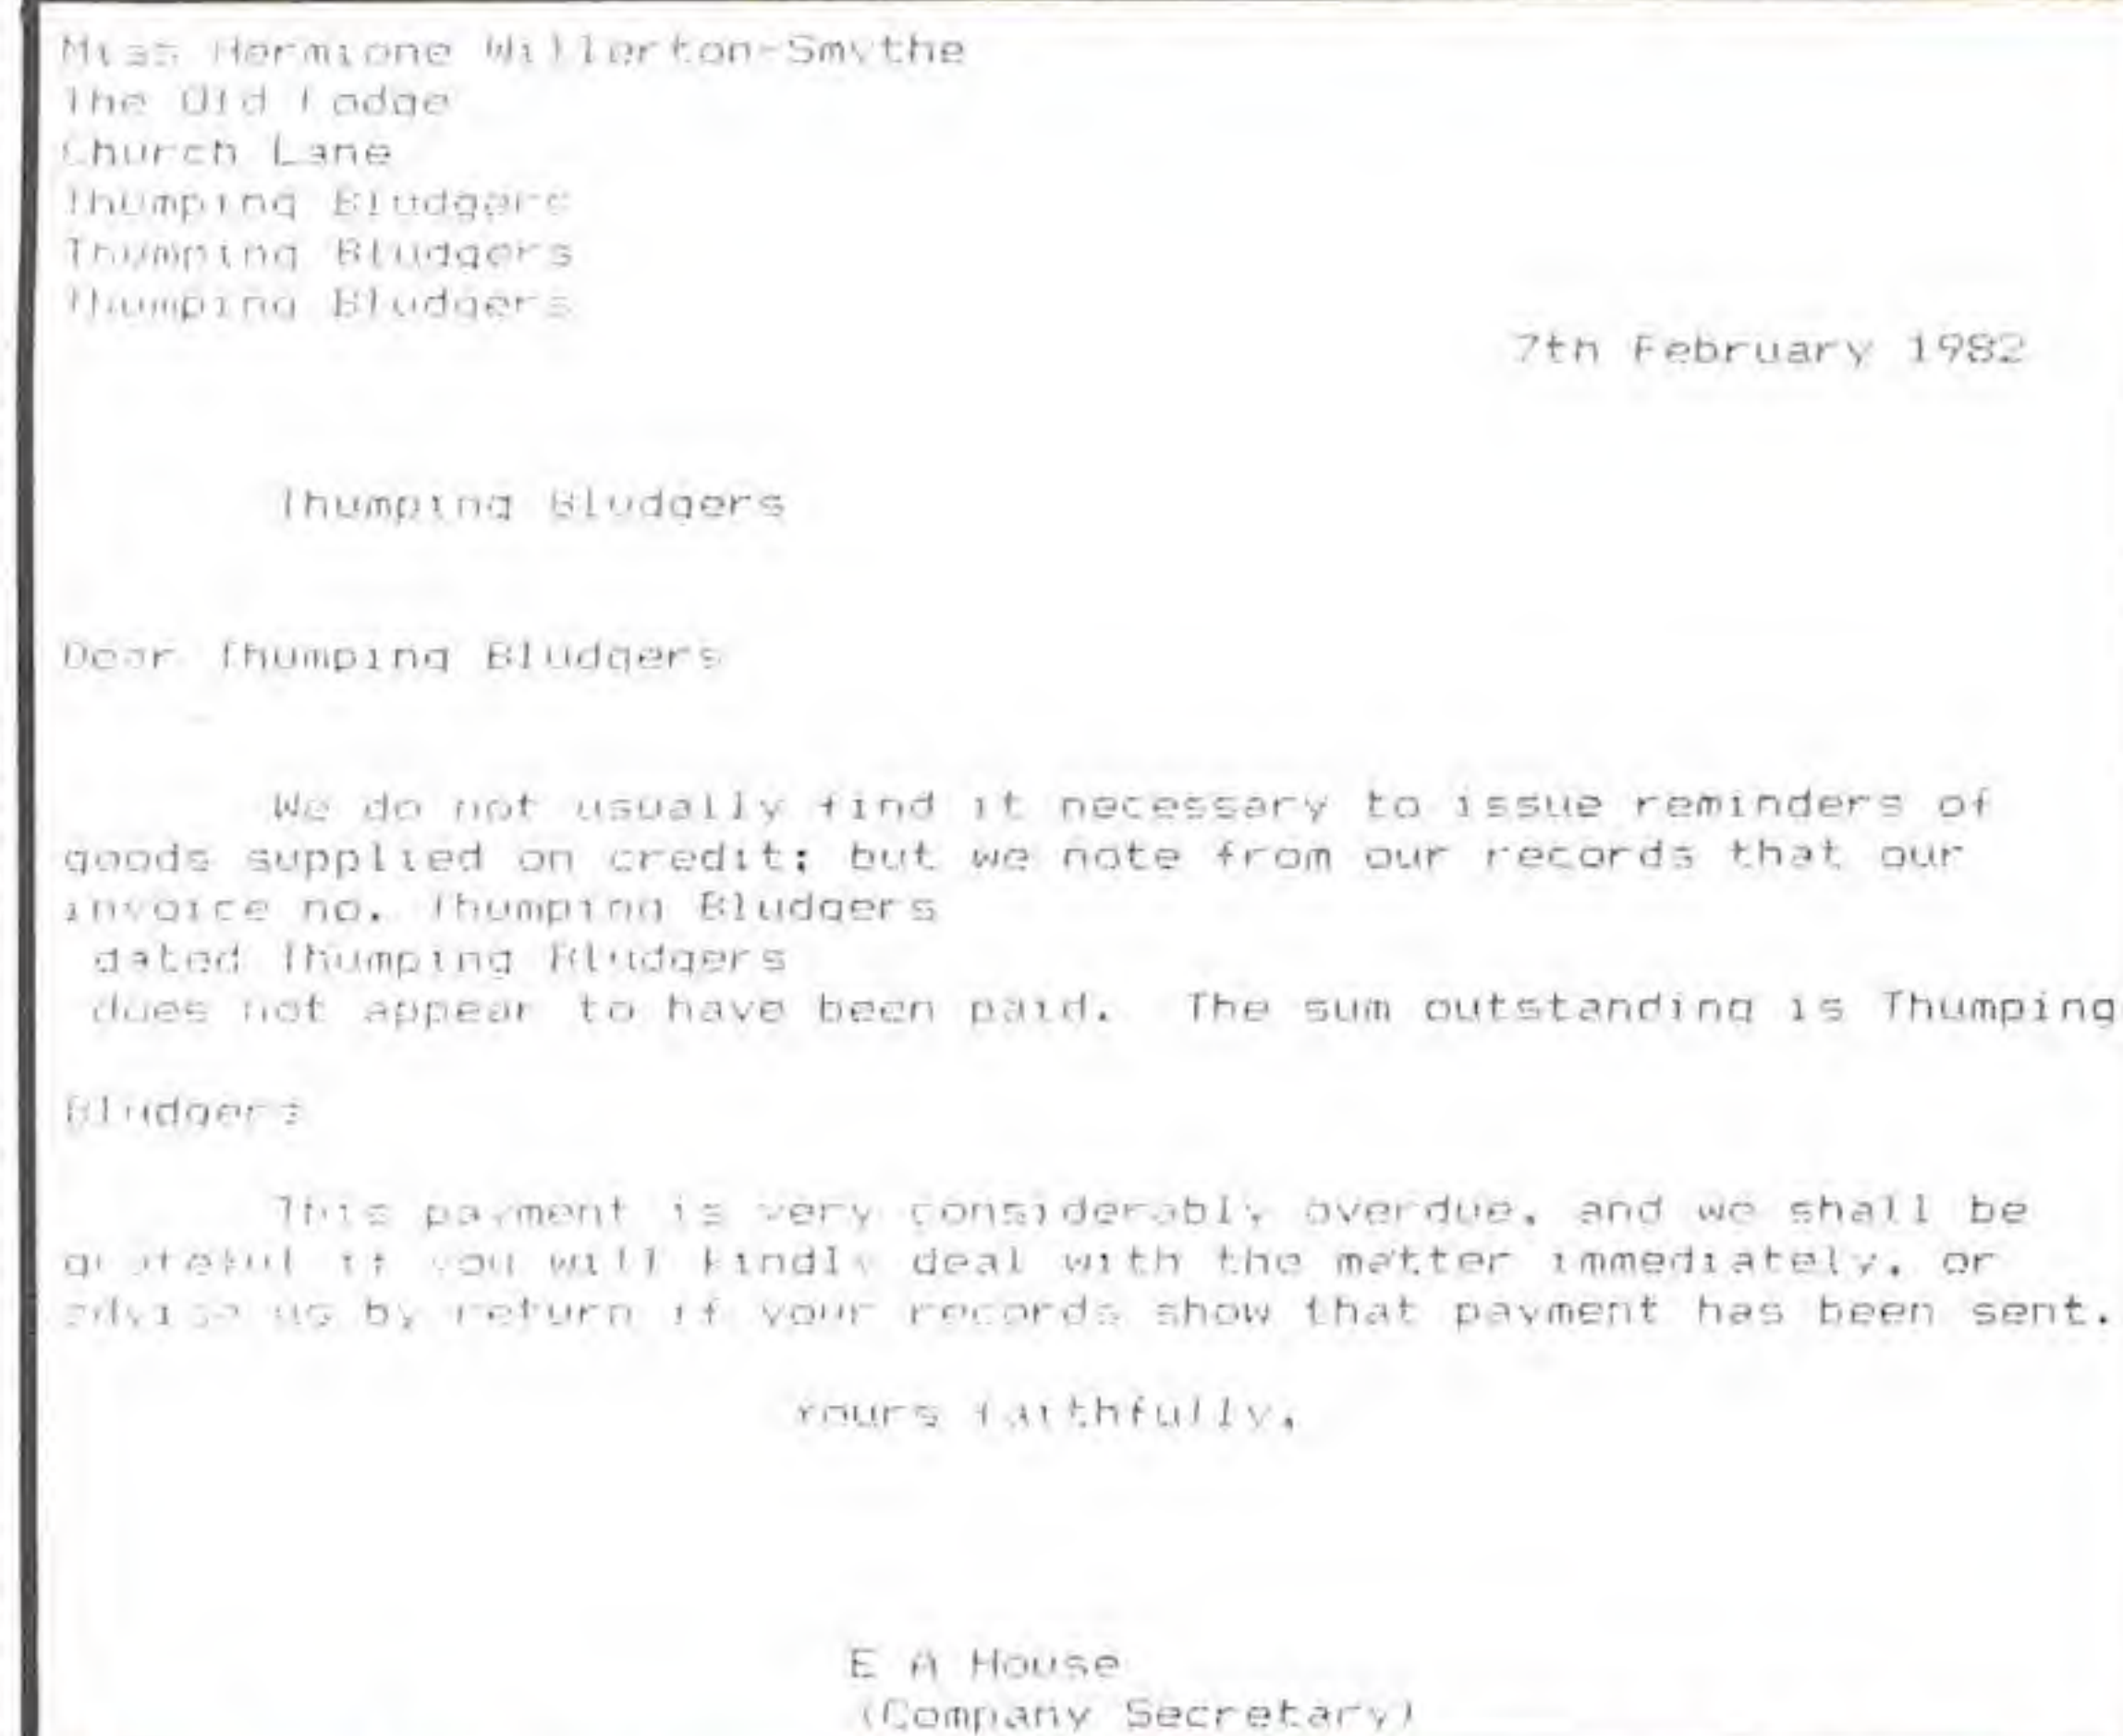 Miss Hermione Willerton-Smythe
The Old Lodge
Church Lane
Thumping Bludgers
Thumping Bludgers
Thumping Bludgers
7th February 1982
Thumping Bludgers
Dear Thumping Bludgers
We do not usually find it necessary to issue reminders of
goods supplied on credit; but we note from our records that our
invoice no. Thumping Bludgers
dated Thumping Bludgers
does not appear to have been paid. The sum outstanding is Thumping
Bludgers
This payment is very considerably overdue, and we shall be
grateful if you will kindly deal with the matter immediately, or
advise us by return if your records show that payment has been sent.
Yours faithfully,
E A House
(Company Secretary)